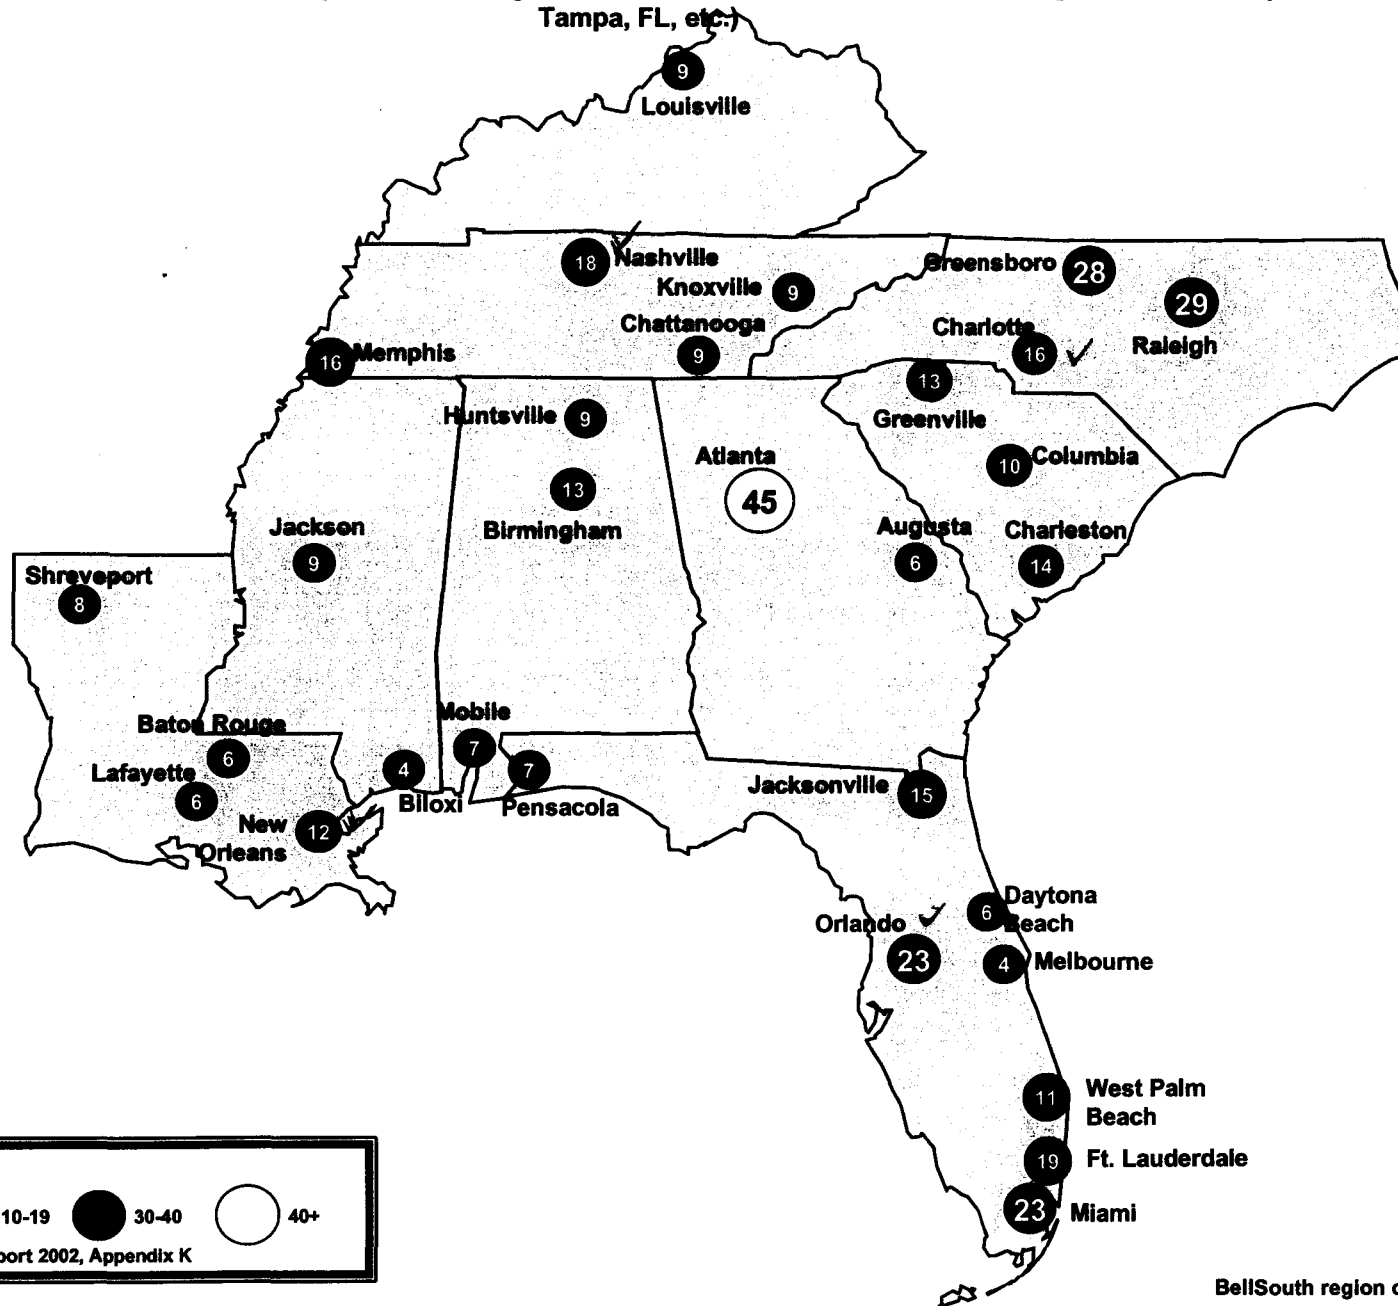 Tampa, FL, etc.)
9
Louisville
18
Nashville
Knoxville
9
Chattanooga
9
16
Memphis
Greensboro
28
29
Raleigh
Charlotte
16
13
Greenville
Huntsville
9
13
Birmingham
Atlanta
45
10
Columbia
Augusta
6
Charleston
14
Jackson
9
Shreveport
8
Baton Rouge
6
Lafayette
6
New
Orleans
12
4
Biloxi
Mobile
7
7
Pensacola
Jacksonville
15
Orlando
23
6
Daytona
Beach
4
Melbourne
11
West Palm
Beach
19
Ft. Lauderdale
23
Miami
10-19
30-40
40+
port 2002, Appendix K
BellSouth region